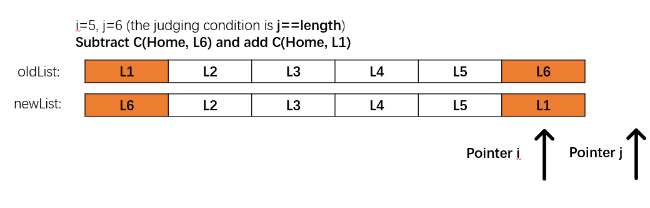 i=5, j=6 (the judging condition is j==length)
Subtract C(Home, L6) and add C(Home, L1)
oldList: L1 L2 L3 L4 L5 L6
newList: L6 L2 L3 L4 L5 L1
Pointer i Pointer j